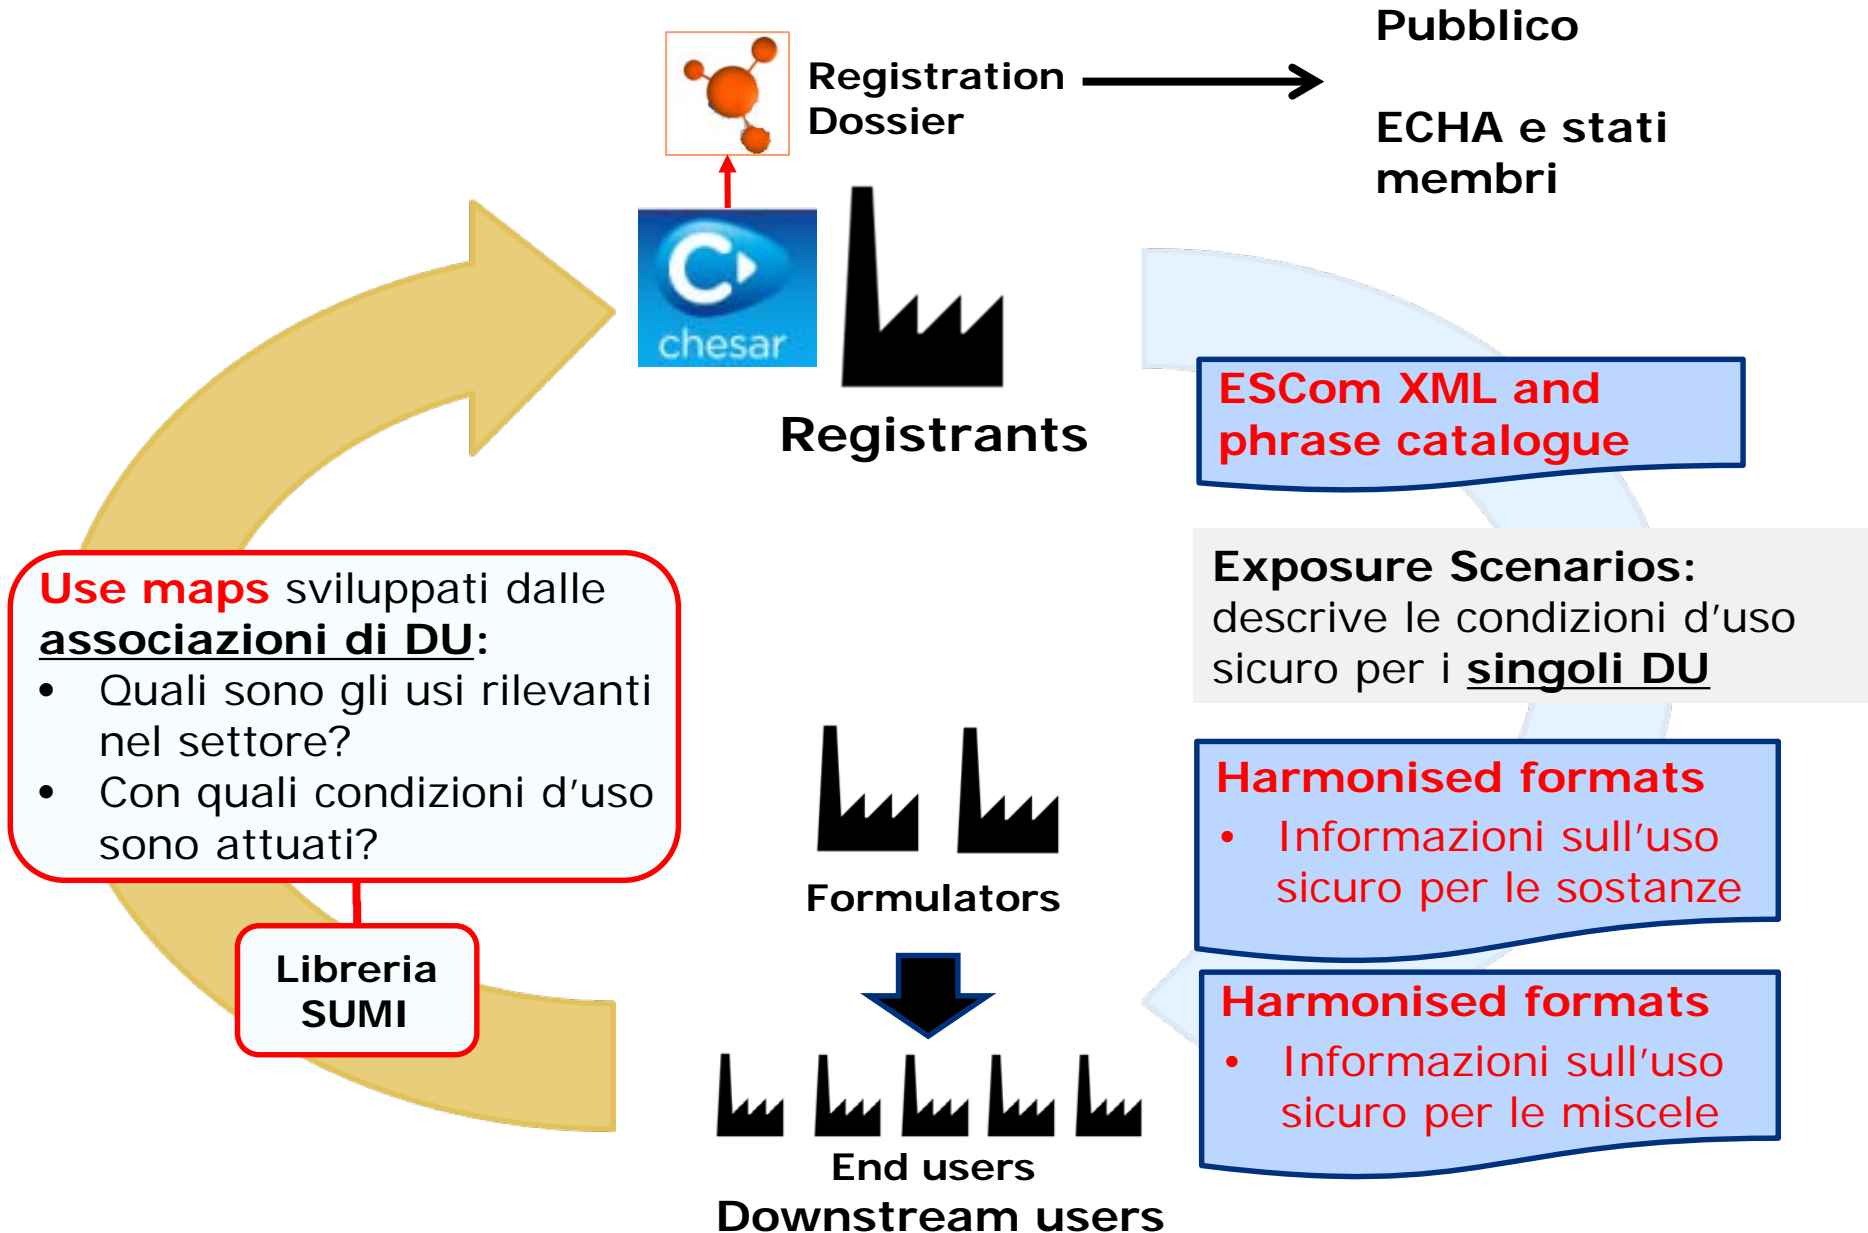 Pubblico
Registration
Dossier
ECHA e stati
membri
chesar
Registrants
ESCom XML and
phrase catalogue
Use maps sviluppati dalle
associazioni di DU:
• Quali sono gli usi rilevanti
nel settore?
• Con quali condizioni d'uso
sono attuati?
Libreria
SUMI
Exposure Scenarios:
descrive le condizioni d'uso
sicuro per i singoli DU
Harmonised formats
• Informazioni sull'uso
sicuro per le sostanze
Formulators
Harmonised formats
• Informazioni sull'uso
sicuro per le miscele
End users
Downstream users